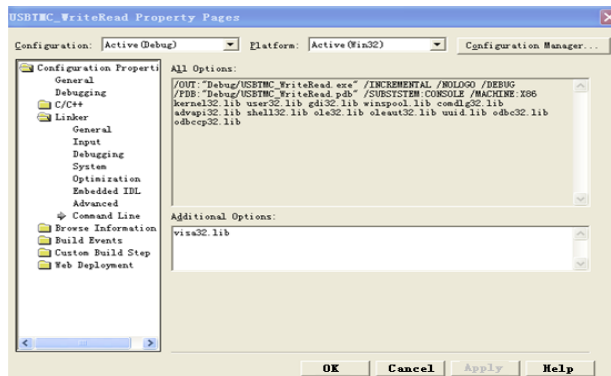 USBTMC_WriteRead Property Pages
Configuration: Active(Debug) Platform: Active(Win32) Configuration Manager...
Configuration Properti
General
Debugging
C/C++
Linker
General
Input
Debugging
System
Optimization
Embedded IDL
Advanced
Command Line
Browse Information
Build Events
Custom Build Step
Web Deployment
All Options:
/OUT:"Debug/USBTMC_WriteRead.exe" /INCREMENTAL /NOLOGO /DEBUG
/PDB:"Debug/USBTMC_WriteRead.pdb" /SUBSYSTEM:CONSOLE /MACHINE:X86
kernel32.lib user32.lib gdi32.lib winspool.lib comdlg32.lib
advapi32.lib shell32.lib ole32.lib oleaut32.lib uuid.lib odbc32.lib
odbccp32.lib
Additional Options:
visa32.lib
OK Cancel Apply Help